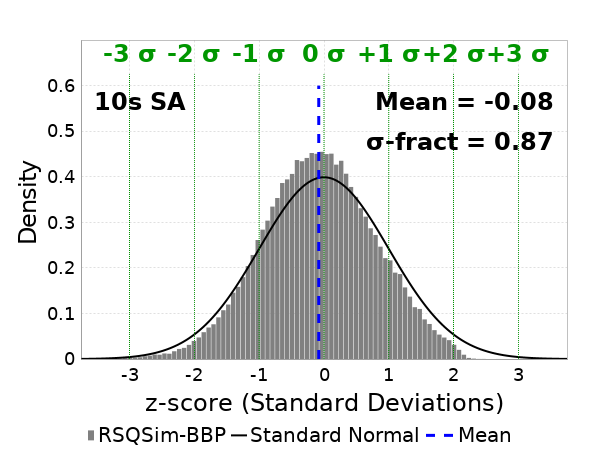 -3 σ -2 σ -1 σ 0 σ +1 σ +2 σ +3 σ
10s SA
Mean = -0.08
σ-fract = 0.87
0.6
0.5
0.4
0.3
0.2
0.1
0
Density
-3 -2 -1 0 1 2 3
z-score (Standard Deviations)
RSQSim-BBP Standard Normal Mean